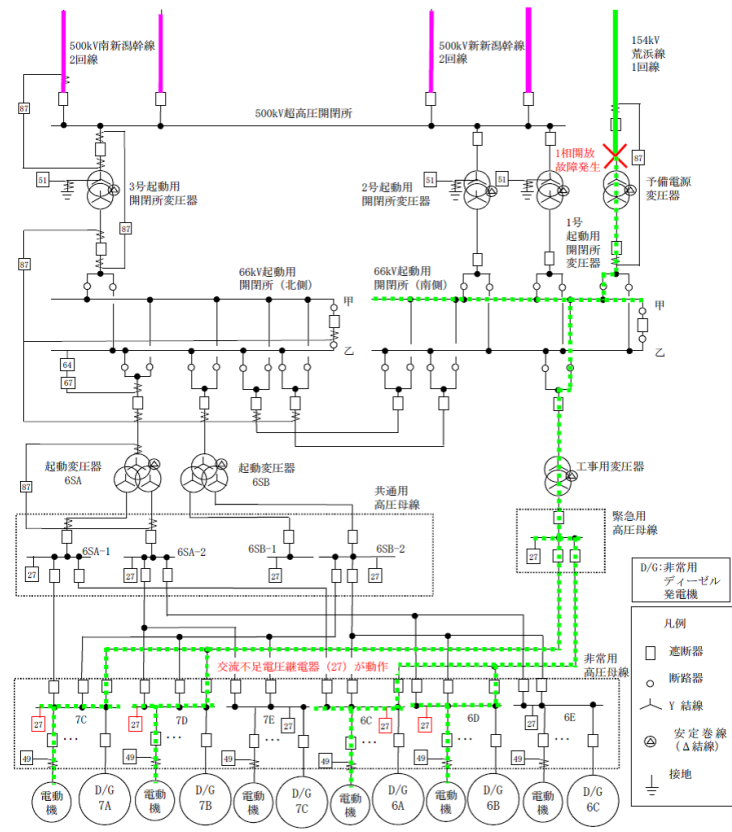 500kV南新潟幹線
2回線
500kV新新潟幹線
2回線
154kV
荒浜線
1回線
87
500kV超高圧開閉所
1相開放
故障発生
87
51
3号起動用
開閉所変圧器
51
2号起動用
開閉所変圧器
51
予備電源
変圧器
87
1号
起動用
開閉所
変圧器
87
66kV起動用
開閉所（北側）
66kV起動用
開閉所（南側）
甲
甲
乙
乙
64
67
起動変圧器
6SA
起動変圧器
6SB
工事用変圧器
87
共通用
高圧母線
緊急用
高圧母線
6SA-1
6SA-2
6SB-1
6SB-2
27
27
27
27
27
D/G:非常用
ディーゼル
発電機
凡例
遮断器
断路器
Y 結線
安定巻線
(Δ結線)
接地
交流不足電圧継電器（27）が動作
非常用
高圧母線
27
7C
27
7D
7E
27
6C
27
27
6D
27
6E
49
49
49
49
49
49
電動
機
D/G
7A
電動
機
D/G
7B
電動
機
D/G
7C
電動
機
D/G
6A
電動
機
D/G
6B
電動
機
D/G
6C